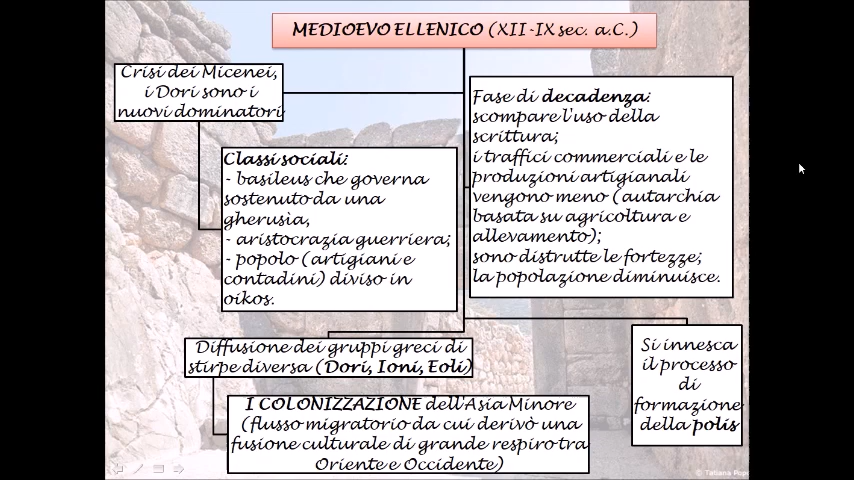 MEDIOEVO ELLENICO (XII-IX sec. a.C.)
Crisi dei Micenei,
i Dori sono i
nuovi dominatori
Classi sociali:
- basileus che governa
sostenuto da una
gherusìa,
- aristocrazia guerriera;
- popolo (artigiani e
contadini) diviso in
oikos.
Fase di decadenza:
scompare l'uso della
scrittura;
i traffici commerciali e le
produzioni artigianali
vengono meno (autarchia
basata su agricoltura e
allevamento);
sono distrutte le fortezze;
la popolazione diminuisce.
Diffusione dei gruppi greci di
stirpe diversa (Dori, Ioni, Eoli)
I COLONIZZAZIONE dell'Asia Minore
(flusso migratorio da cui derivò una
fusione culturale di grande respiro tra
Oriente e Occidente)
Si innesca
il processo
di
formazione
della polis
© Tatiana